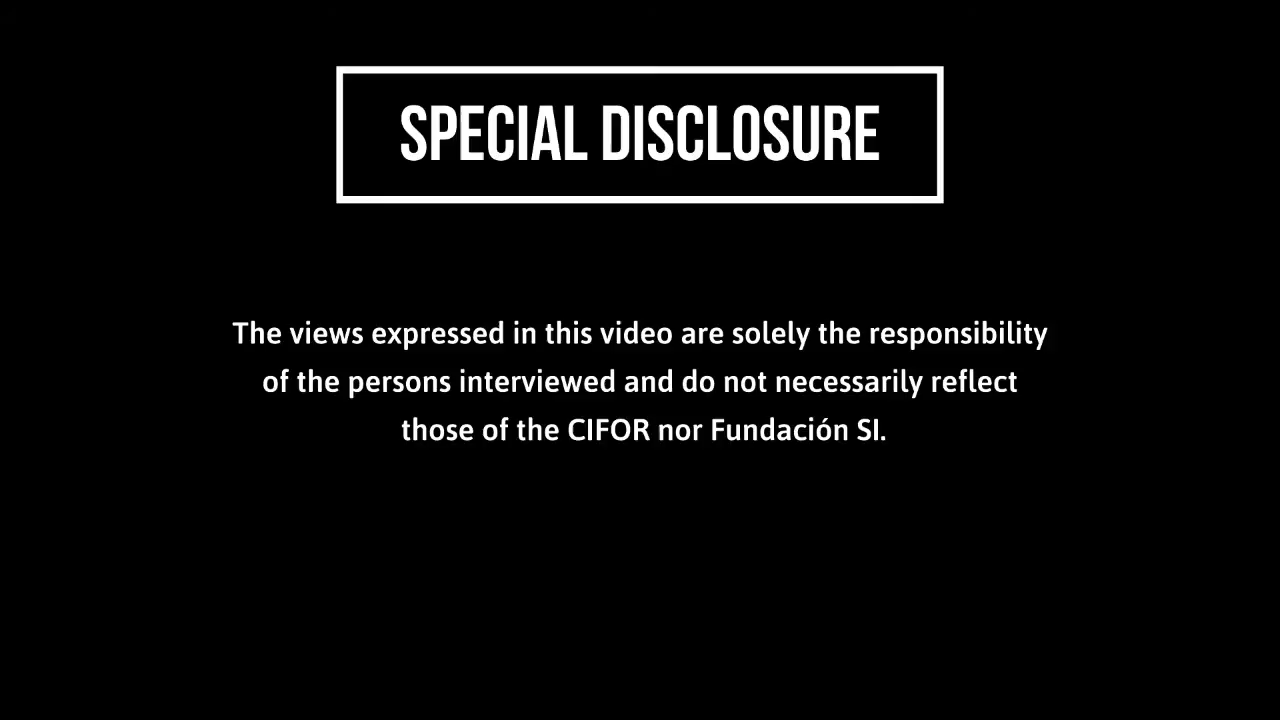 SPECIAL DISCLOSURE
The views expressed in this video are solely the responsibility
of the persons interviewed and do not necessarily reflect
those of the CIFOR nor Fundación SI.